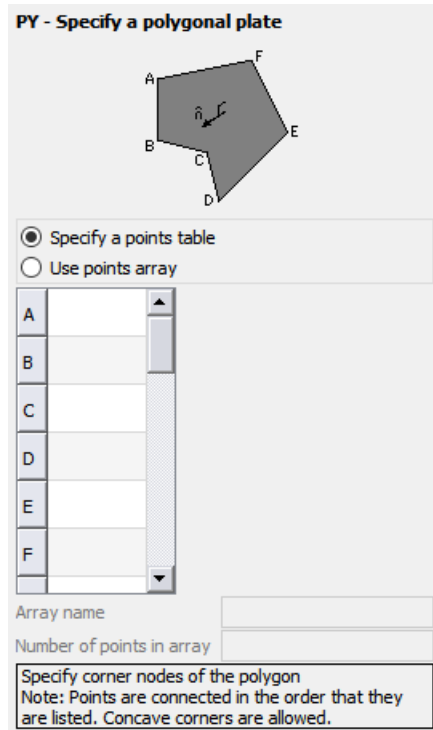 PY - Specify a polygonal plate
F
A
n̂
B
C
E
D
Specify a points table
Use points array
A
B
C
D
E
F
Array name
Number of points in array
Specify corner nodes of the polygon
Note: Points are connected in the order that they
are listed. Concave corners are allowed.